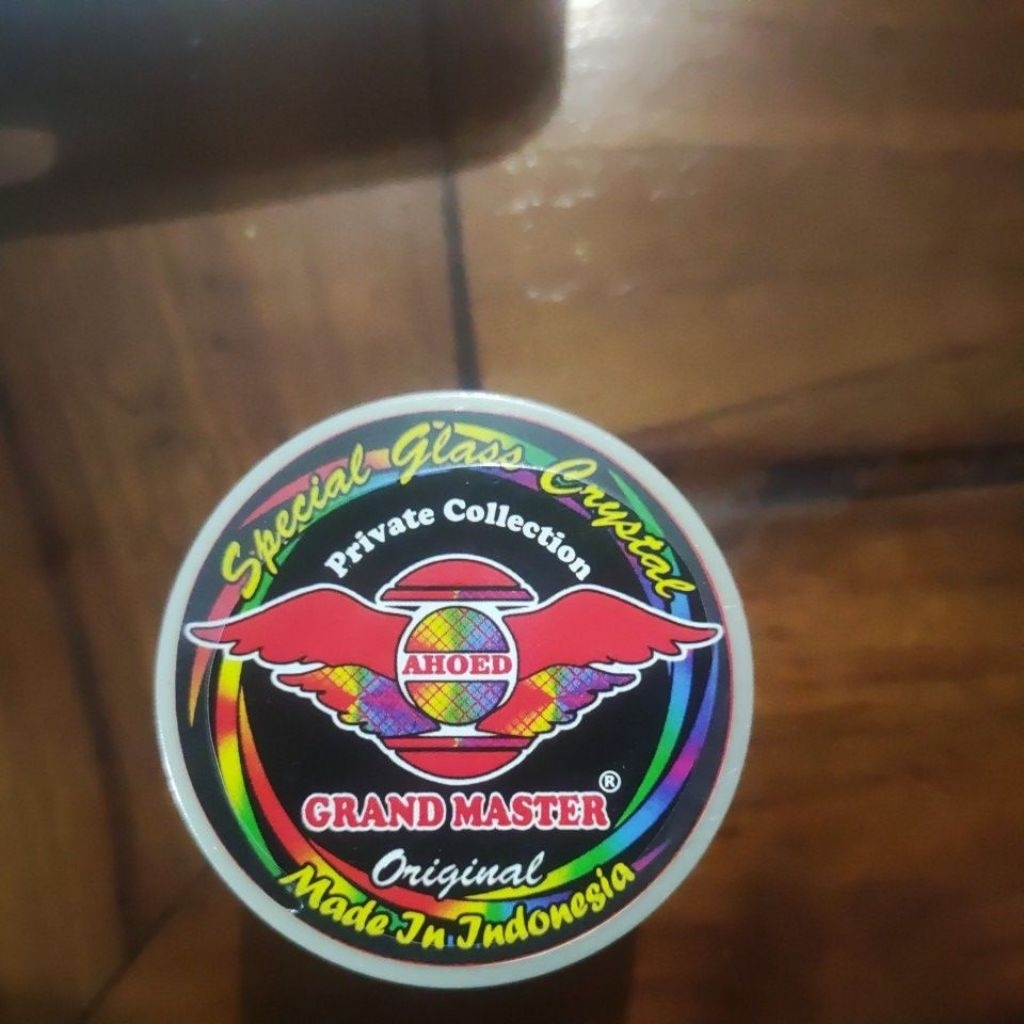 Special Glass Crystal
Private Collection
AHOED
GRAND MASTER ®
Original
Made In Indonesia